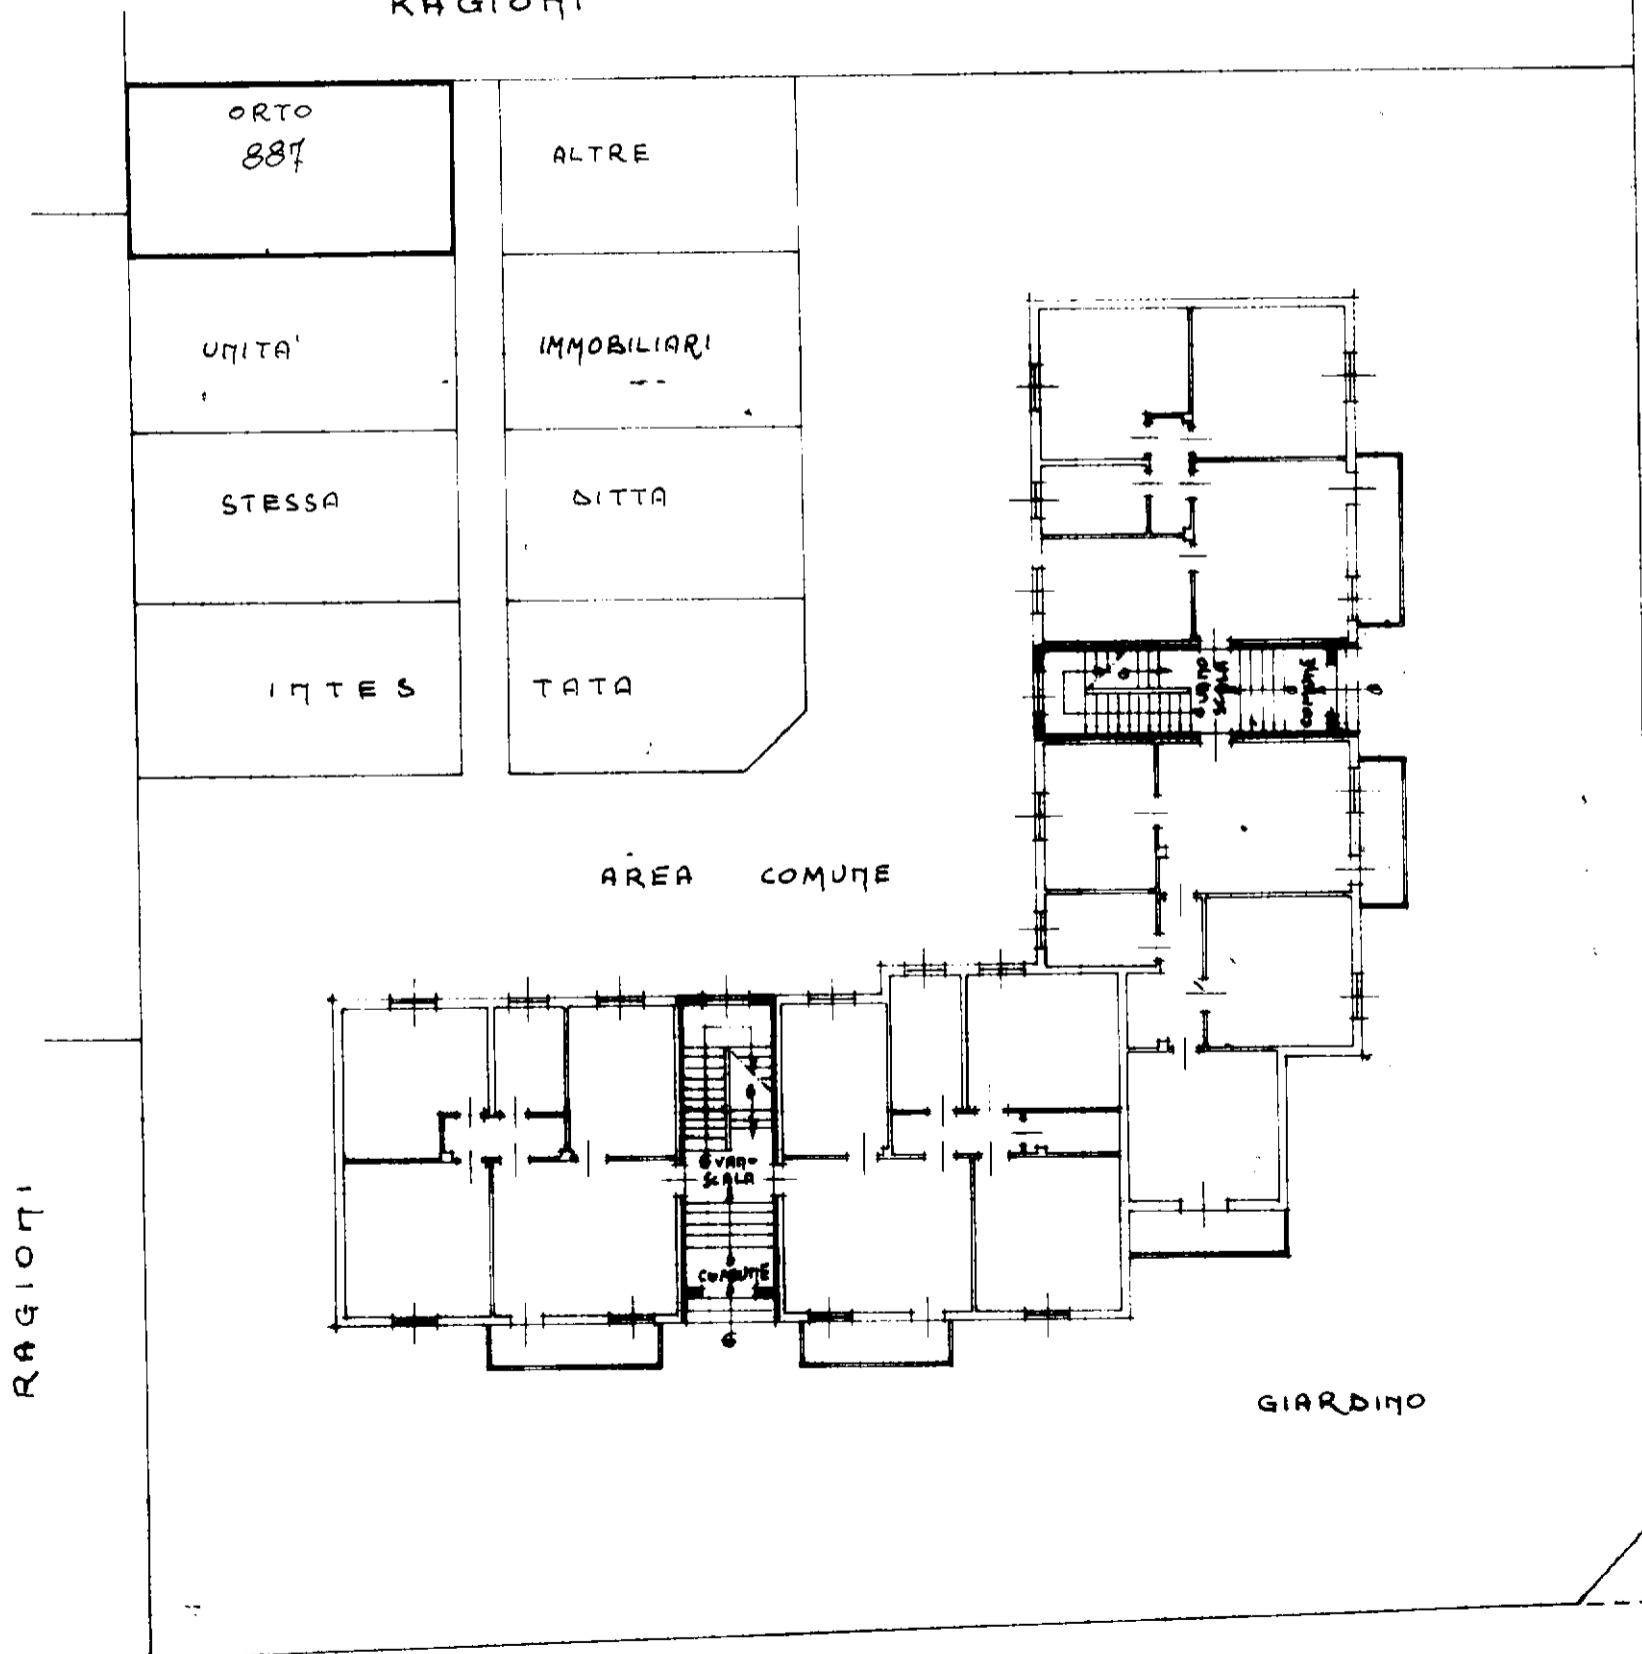 RAGIONI
ORTO
887
ALTRE
UNITA'
IMMOBILIARI
STESSA
DITTA
INTES
TATA
VANO
SCALA
COMUNE
AREA COMUNE
VANO
SCALA
COMUNE
RAGIONI
GIARDINO